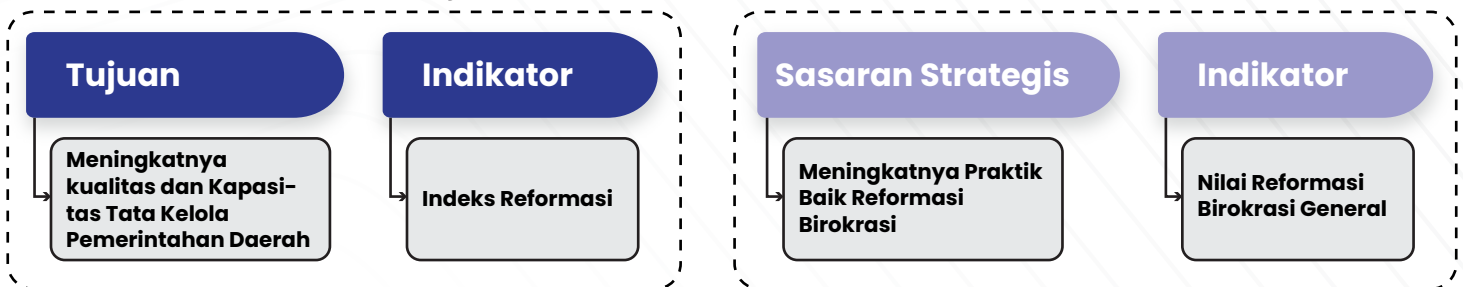 Tujuan
Meningkatnya
kualitas dan Kapasi-
tas Tata Kelola
Pemerintahan Daerah
Indikator
Indeks Reformasi
Sasaran Strategis
Meningkatnya Praktik
Baik Reformasi
Birokrasi
Indikator
Nilai Reformasi
Birokrasi General